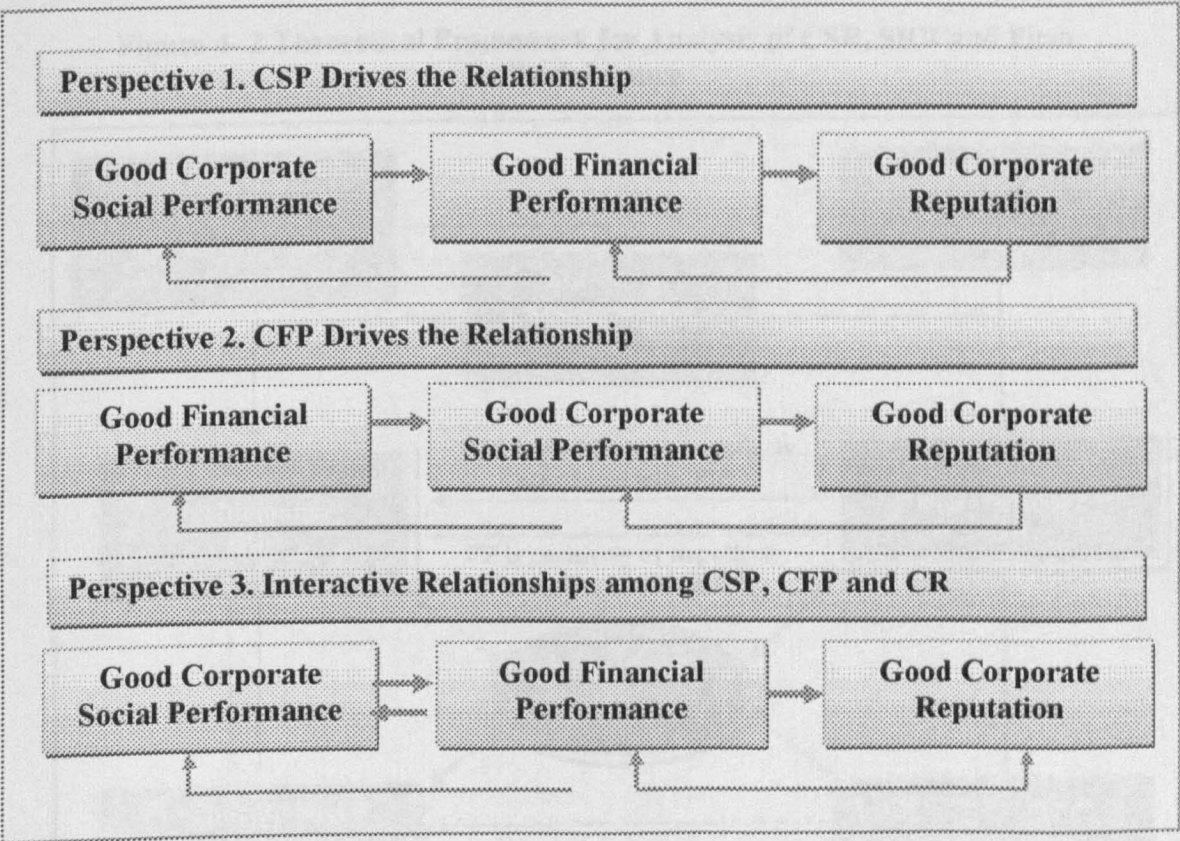 Perspective 1. CSP Drives the Relationship
Good Corporate
Social Performance
Good Financial
Performance
Good Corporate
Reputation
Perspective 2. CFP Drives the Relationship
Good Financial
Performance
Good Corporate
Social Performance
Good Corporate
Reputation
Perspective 3. Interactive Relationships among CSP, CFP and CR
Good Corporate
Social Performance
Good Financial
Performance
Good Corporate
Reputation